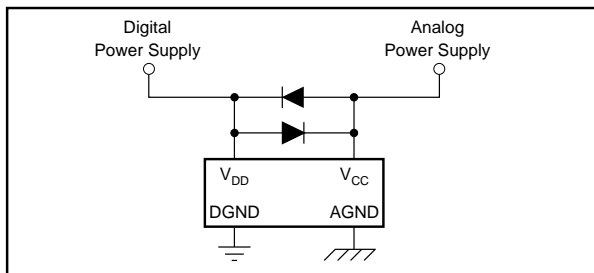 Digital
Power Supply
Analog
Power Supply
VDD
VCC
DGND
AGND